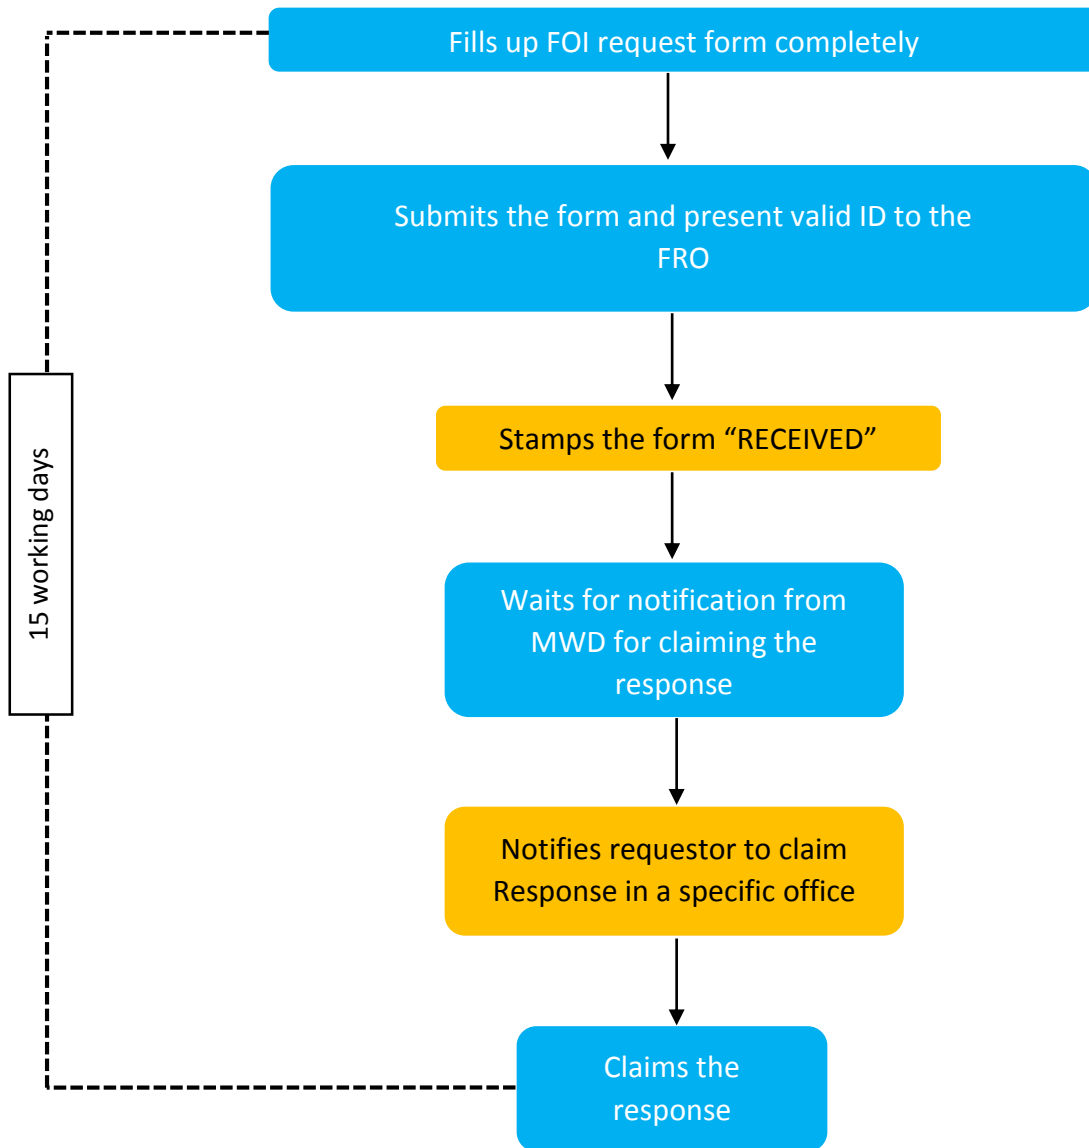 Fills up FOI request form completely
Submits the form and present valid ID to the
FRO
Stamps the form “RECEIVED”
15 working days
Waits for notification from
MWD for claiming the
response
Notifies requestor to claim
Response in a specific office
Claims the
response